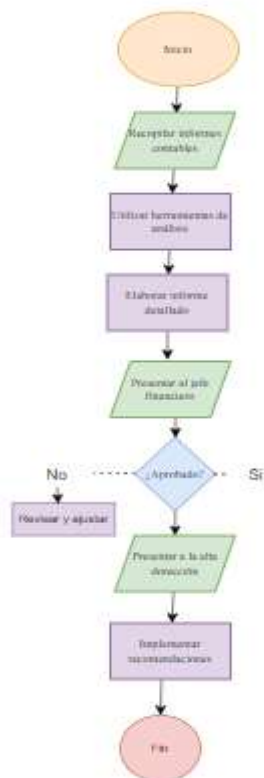 Inicio
Recopilar informes
contables
Utilizar herramientas de
análisis
Elaborar informe
detallado
Presentar al jefe
financiero
¿Aprobado?
No
Si
Revisar y ajustar
Presentar a la alta
dirección
Implementar
recomendaciones
Fin